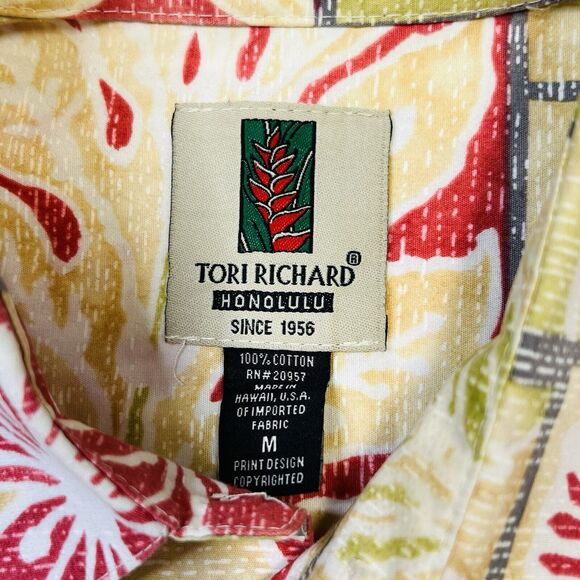 TORI RICHARD®
HONOLULU
SINCE 1956
100% COTTON
RN#20957
MADE IN
HAWAII, U.S.A.
OF IMPORTED
FABRIC
M
PRINT DESIGN
COPYRIGHTED